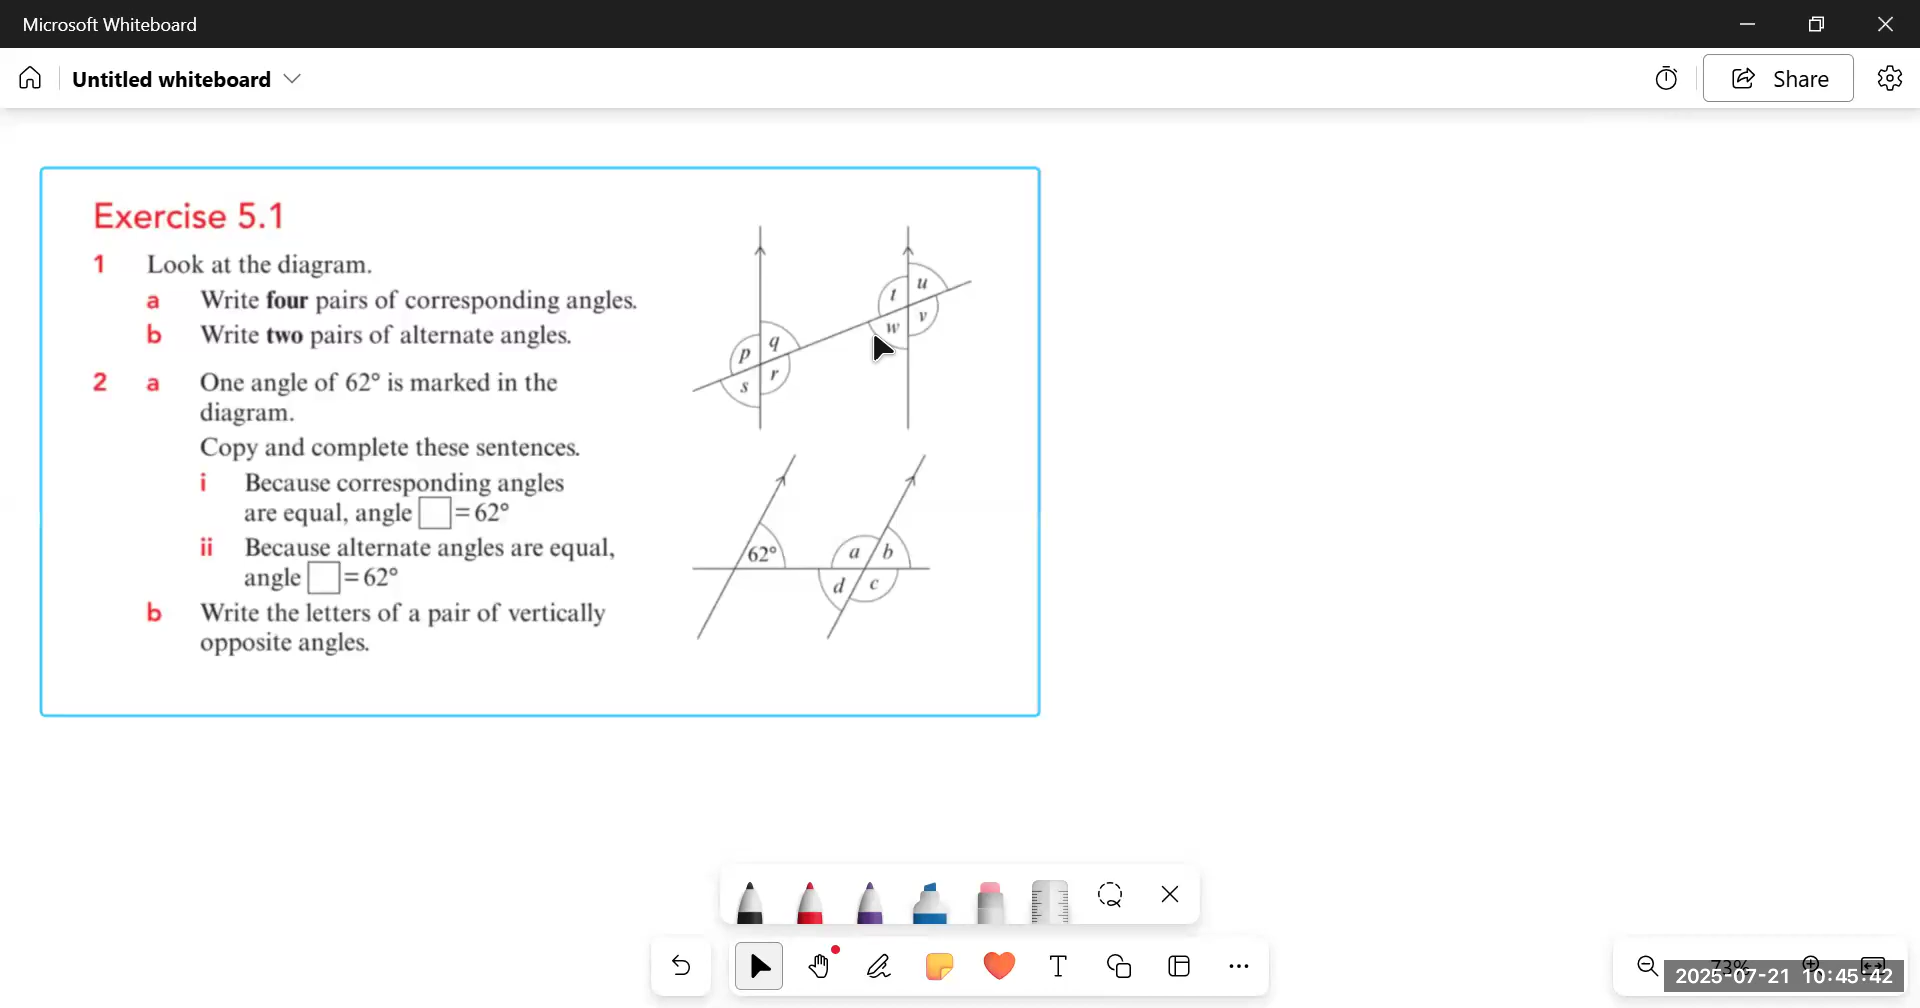 Microsoft Whiteboard
Untitled whiteboard
Share
Exercise 5.1
1 Look at the diagram.
a Write four pairs of corresponding angles.
b Write two pairs of alternate angles.
2 a One angle of 62° is marked in the
diagram.
Copy and complete these sentences.
i Because corresponding angles
are equal, angle □ = 62°
ii Because alternate angles are equal,
angle □ = 62°
b Write the letters of a pair of vertically
opposite angles.
t u
w v
p q
s r
62° a b
d c
T
73%
2025-07-21 10:45:42